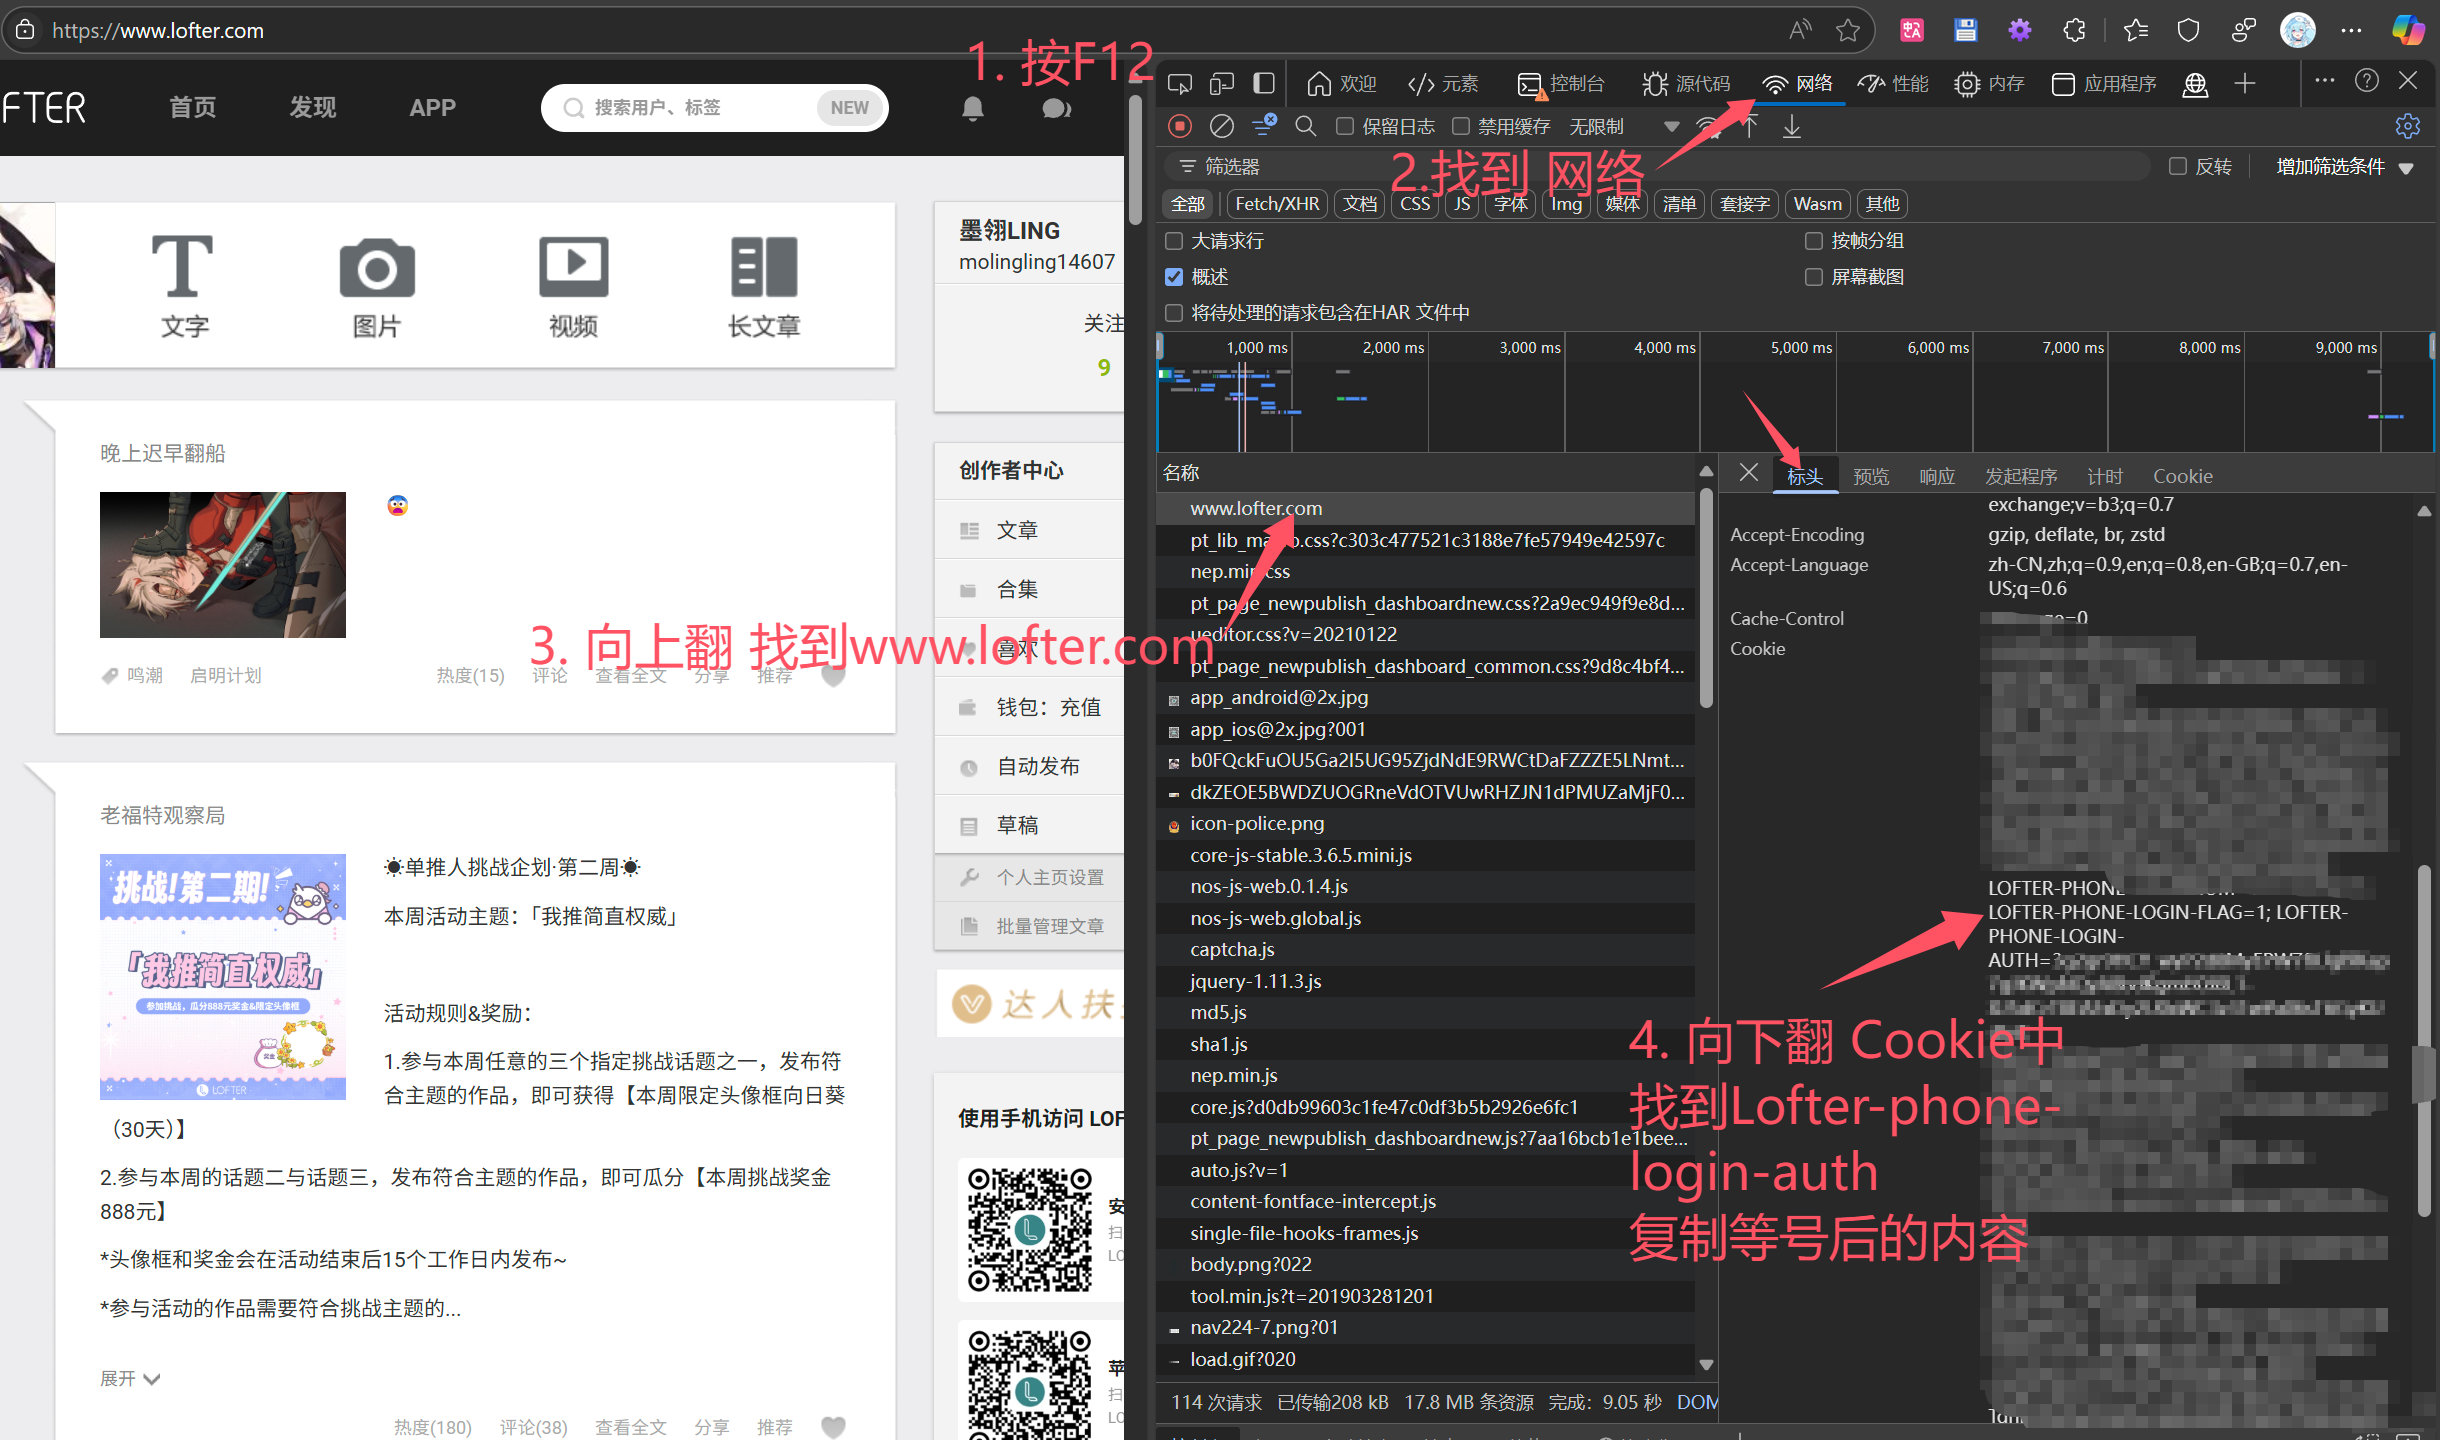 https://www.lofter.com
1. 按F12
FTER
首页
发现
APP
搜索用户、标签
NEW
文字
图片
视频
长文章
墨翎LING
molingling14607
关注
9
晚上迟早翻船
鸣潮
启明计划
热度(15)
评论
查看全文
分享
推荐
3. 向上翻 找到www.lofter.com
创作者中心
文章
合集
喜欢
钱包：充值
自动发布
草稿
个人主页设置
批量管理文章
达人扶
使用手机访问 LOF
安
扫
LO
苹
扫
LO
老福特观察局
挑战!第二期!
「我推简直权威」
参加挑战，瓜分888元奖金&限定头像框
LOFTER
☀单推人挑战企划·第二周☀
本周活动主题：「我推简直权威」
活动规则&奖励：
1.参与本周任意的三个指定挑战话题之一，发布符
合主题的作品，即可获得【本周限定头像框向日葵
（30天）】
2.参与本周的话题二与话题三，发布符合主题的作品，即可瓜分【本周挑战奖金
888元】
*头像框和奖金会在活动结束后15个工作日内发布~
*参与活动的作品需要符合挑战主题的...
展开
热度(180)
评论(38)
查看全文
分享
推荐
欢迎
元素
控制台
源代码
网络
性能
内存
应用程序
保留日志
禁用缓存
无限制
2.找到 网络
筛选器
反转
增加筛选条件
全部
Fetch/XHR
文档
CSS
JS
字体
Img
媒体
清单
套接字
Wasm
其他
大请求行
按帧分组
概述
屏幕截图
将待处理的请求包含在HAR 文件中
1,000 ms
2,000 ms
3,000 ms
4,000 ms
5,000 ms
6,000 ms
7,000 ms
8,000 ms
9,000 ms
名称
www.lofter.com
nep.min.css
pt_page_newpublish_dashboardnew.css?2a9ec949f9e8d...
ueditor.css?v=20210122
pt_page_newpublish_dashboard_common.css?9d8c4bf4...
app_android@2x.jpg
app_ios@2x.jpg?001
b0FQckFuOU5Ga2I5UG95ZjdNdE9RWCtDaFZZZE5LNmt...
dkZEOE5BWDZUOGRneVdOTVUwRHZJN1dPMUZaMjF0...
icon-police.png
core-js-stable.3.6.5.mini.js
nos-js-web.0.1.4.js
nos-js-web.global.js
captcha.js
jquery-1.11.3.js
md5.js
sha1.js
nep.min.js
core.js?d0db99603c1fe47c0df3b5b2926e6fc1
pt_page_newpublish_dashboardnew.js?7aa16bcb1e1bee...
auto.js?v=1
content-fontface-intercept.js
single-file-hooks-frames.js
body.png?022
tool.min.js?t=201903281201
nav224-7.png?01
load.gif?020
114 次请求
已传输208 kB
17.8 MB 条资源
完成：9.05 秒
DOM
标头
预览
响应
发起程序
计时
Cookie
exchange;v=b3;q=0.7
Accept-Encoding
gzip, deflate, br, zstd
Accept-Language
zh-CN,zh;q=0.9,en;q=0.8,en-GB;q=0.7,en-
US;q=0.6
Cache-Control
Cookie
LOFTER-PHONE
LOFTER-PHONE-LOGIN-FLAG=1; LOFTER-
PHONE-LOGIN-
AUTH=
4. 向下翻 Cookie中
找到Lofter-phone-
login-auth
复制等号后的内容